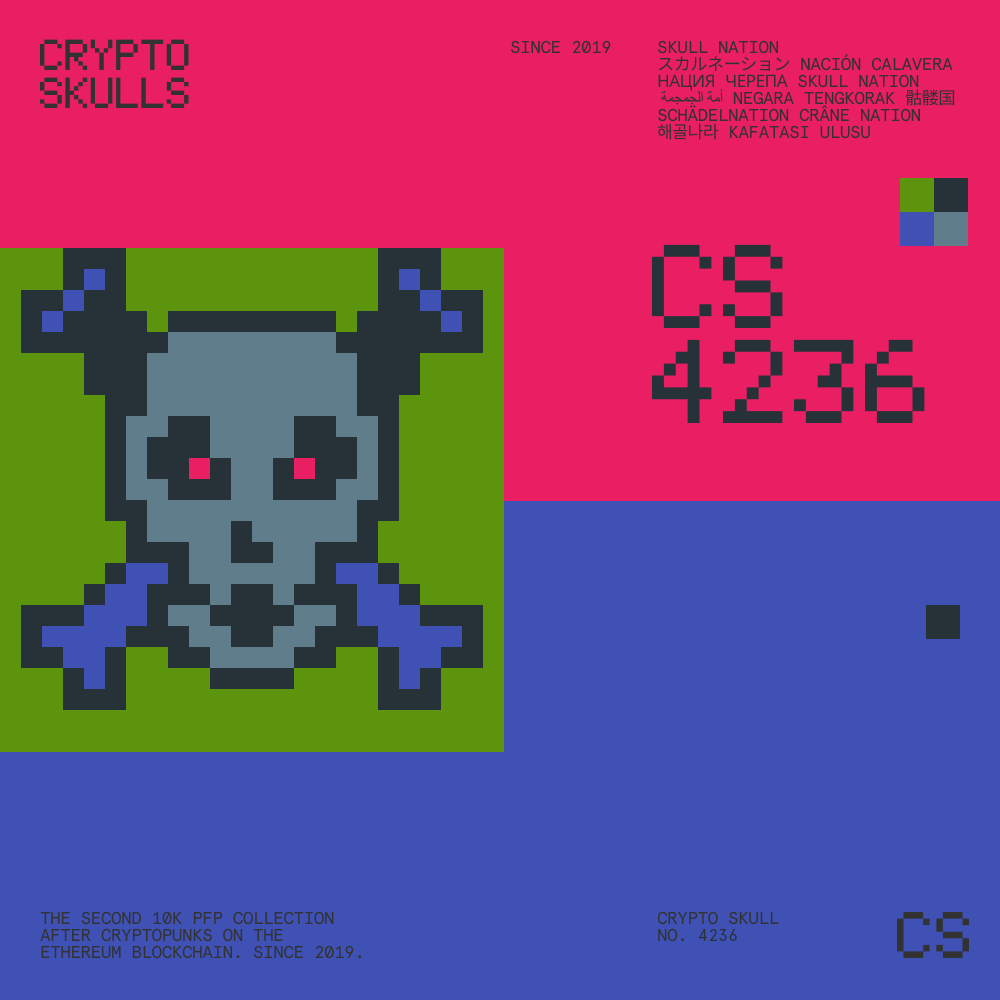 CRYPTO
SKULLS
SINCE 2019
SKULL NATION
スカルネーション NACIÓN CALAVERA
НАЦИЯ ЧЕРЕПА SKULL NATION
أمة الجمجمة NEGARA TENGKORAK 骷髅国
SCHÄDELNATION CRÂNE NATION
해골나라 KAFATASI ULUSU
CS
4236
THE SECOND 10K PFP COLLECTION
AFTER CRYPTOPUNKS ON THE
ETHEREUM BLOCKCHAIN. SINCE 2019.
CRYPTO SKULL
NO. 4236
CS